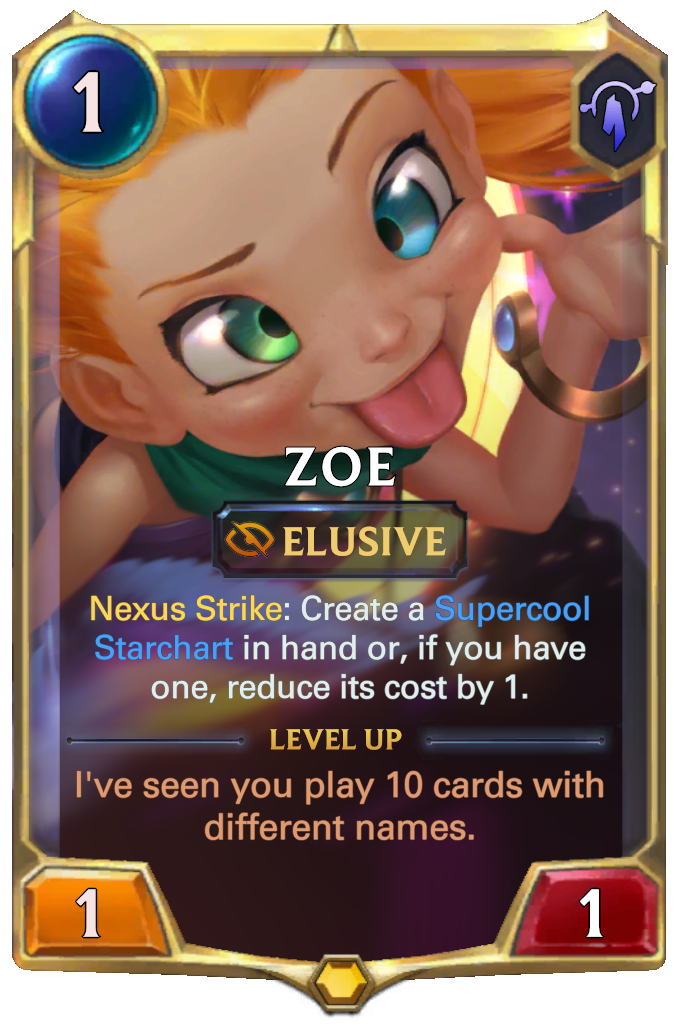 1
ZOE
ELUSIVE
Nexus Strike: Create a Supercool
Starchart in hand or, if you have
one, reduce its cost by 1.
LEVEL UP
I've seen you play 10 cards with
different names.
1
1